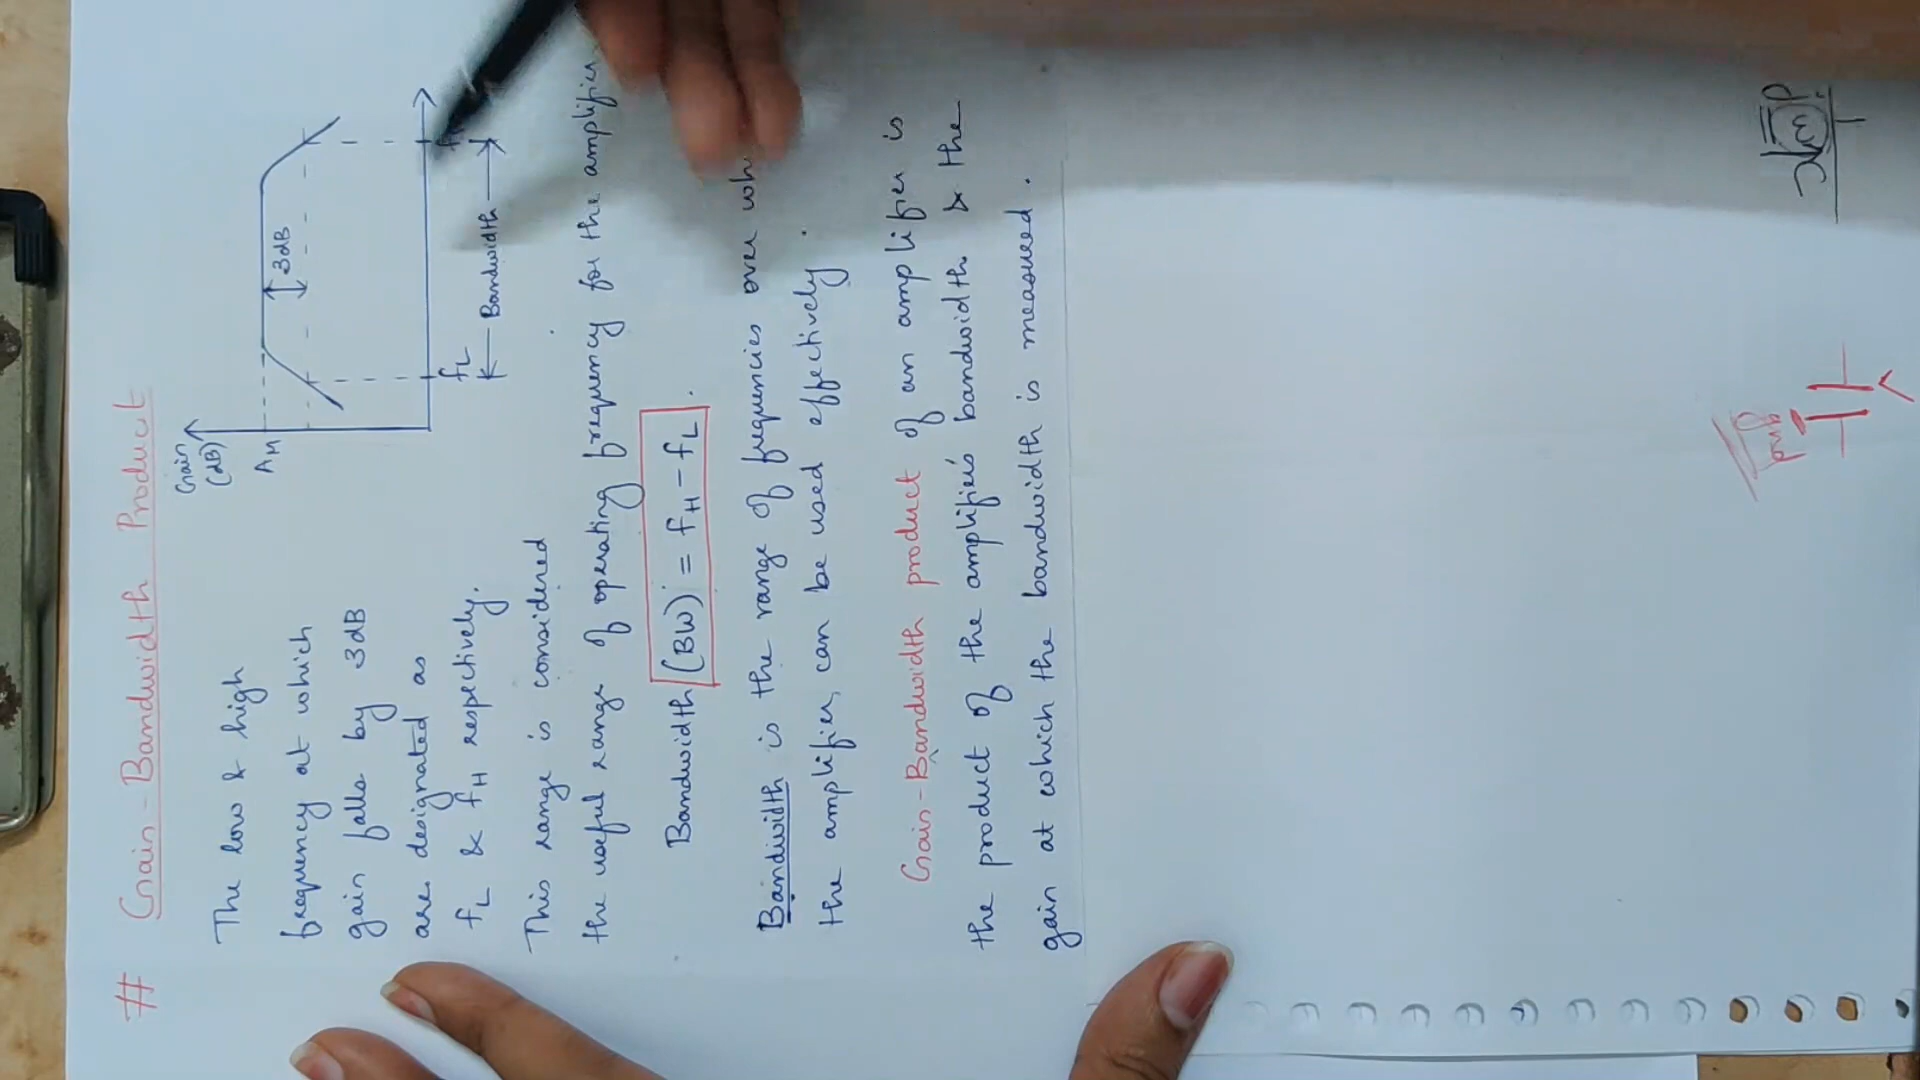 # Gain-Bandwidth Product
The low & high
frequency at which
gain falls by 3dB
are designated as
fL & fH respectively.
Gain
(dB)
AM
3dB
fL
← Bandwidth →
This range is considered
the useful range of operating frequency for the amplifier
Bandwidth (BW) = fH - fL.
Bandwidth is the range of frequencies over
the amplifier, can be used effectively.
Gain-Bandwidth product of an amplifier is
the product of the amplifier's bandwidth & the
gain at which the bandwidth is measured.